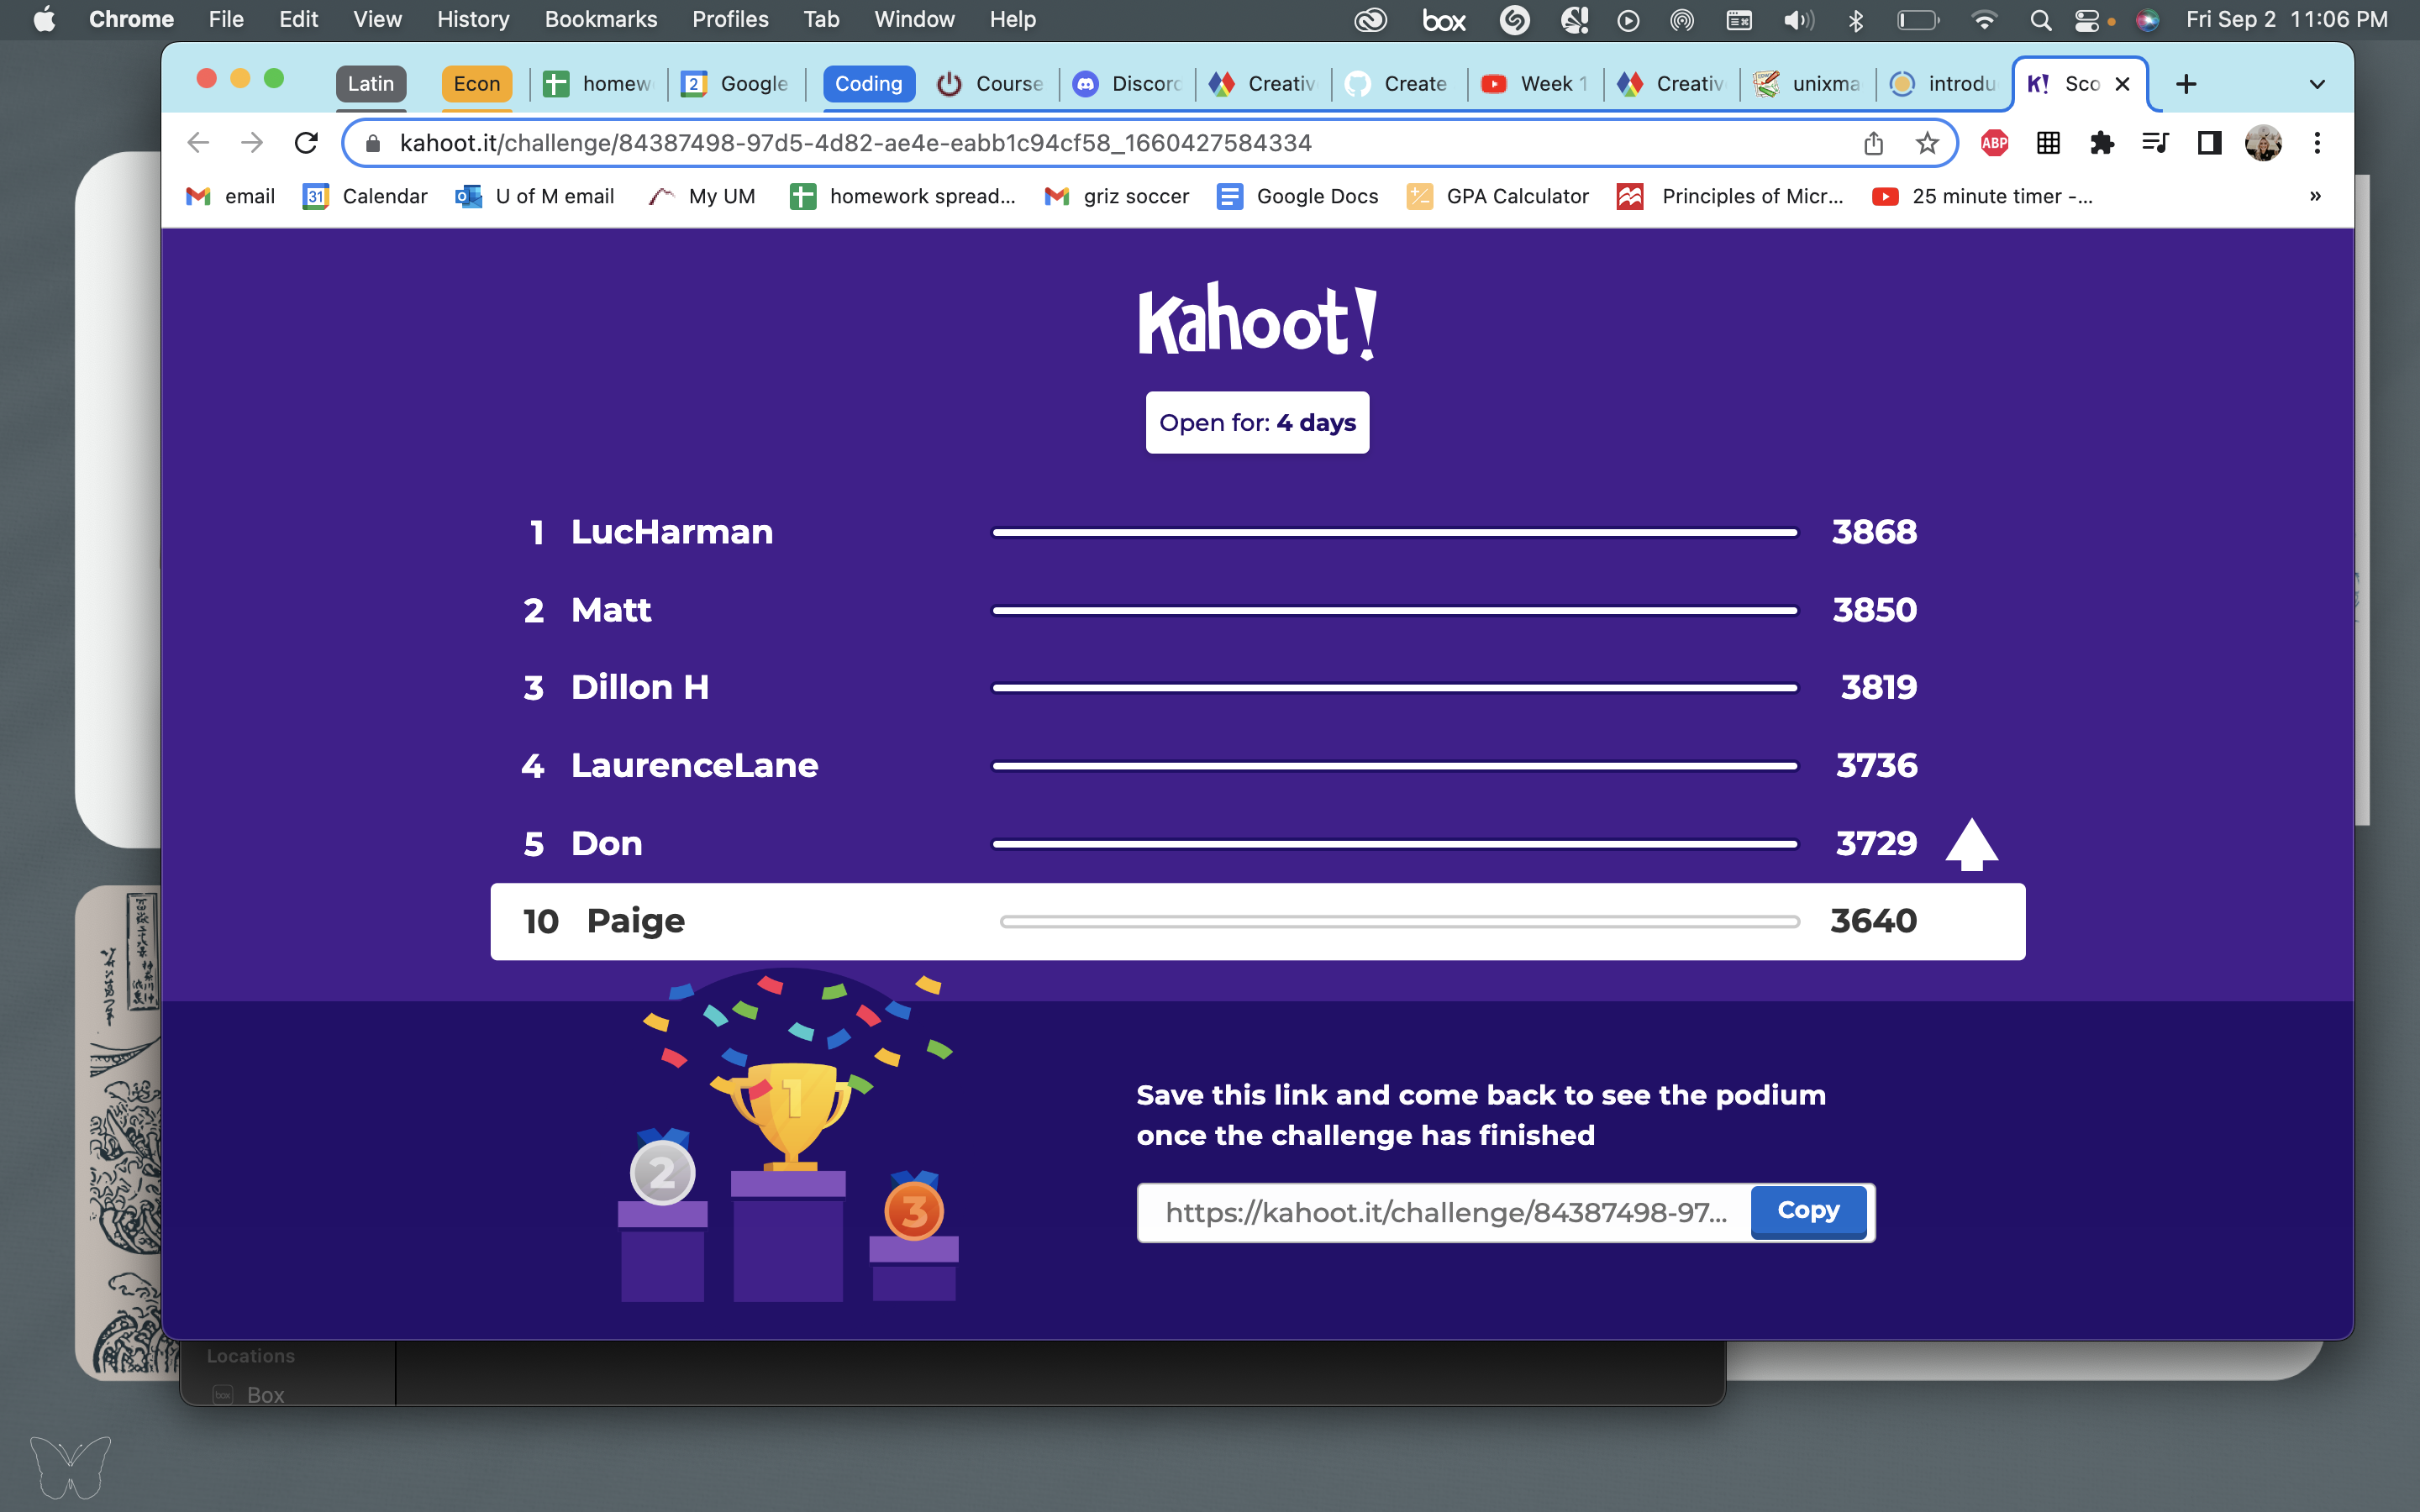 Chrome File Edit View History Bookmarks Profiles Tab Window Help box Fri Sep 2 11:06 PM
Latin Econ homew Google Coding Course Discord Creativ Create Week 1 Creativ unixma introdu K! Sco
kahoot.it/challenge/84387498-97d5-4d82-ae4e-eabb1c94cf58_1660427584334 ABP
email 31 Calendar U of M email My UM homework spread... griz soccer Google Docs GPA Calculator Principles of Micr... 25 minute timer -... »
Kahoot!
Open for: 4 days
1 LucHarman 3868
2 Matt 3850
3 Dillon H 3819
4 LaurenceLane 3736
5 Don 3729
10 Paige 3640
1
2
3
Save this link and come back to see the podium
once the challenge has finished
https://kahoot.it/challenge/84387498-97... Copy
Locations
box Box